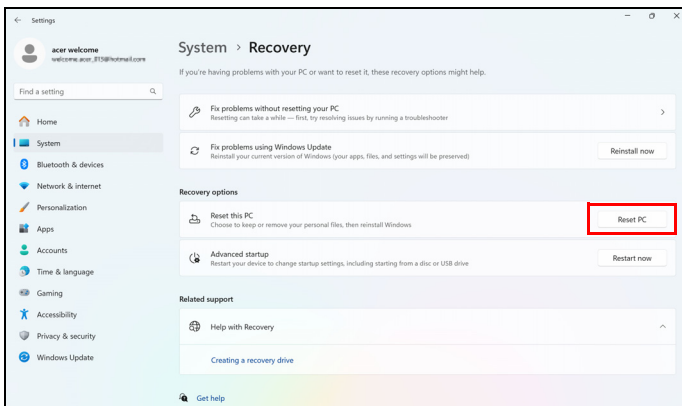 Settings
acer welcome
welcome.acer_015@hotmail.com
Find a setting
Home
System
Bluetooth & devices
Network & internet
Personalization
Apps
Accounts
Time & language
Gaming
Accessibility
Privacy & security
Windows Update
System > Recovery
If you're having problems with your PC or want to reset it, these recovery options might help.
Fix problems without resetting your PC
Resetting can take a while — first, try resolving issues by running a troubleshooter
Fix problems using Windows Update
Reinstall your current version of Windows (your apps, files, and settings will be preserved)
Reinstall now
Recovery options
Reset this PC
Choose to keep or remove your personal files, then reinstall Windows
Reset PC
Advanced startup
Restart your device to change startup settings, including starting from a disc or USB drive
Restart now
Related support
Help with Recovery
Creating a recovery drive
Get help